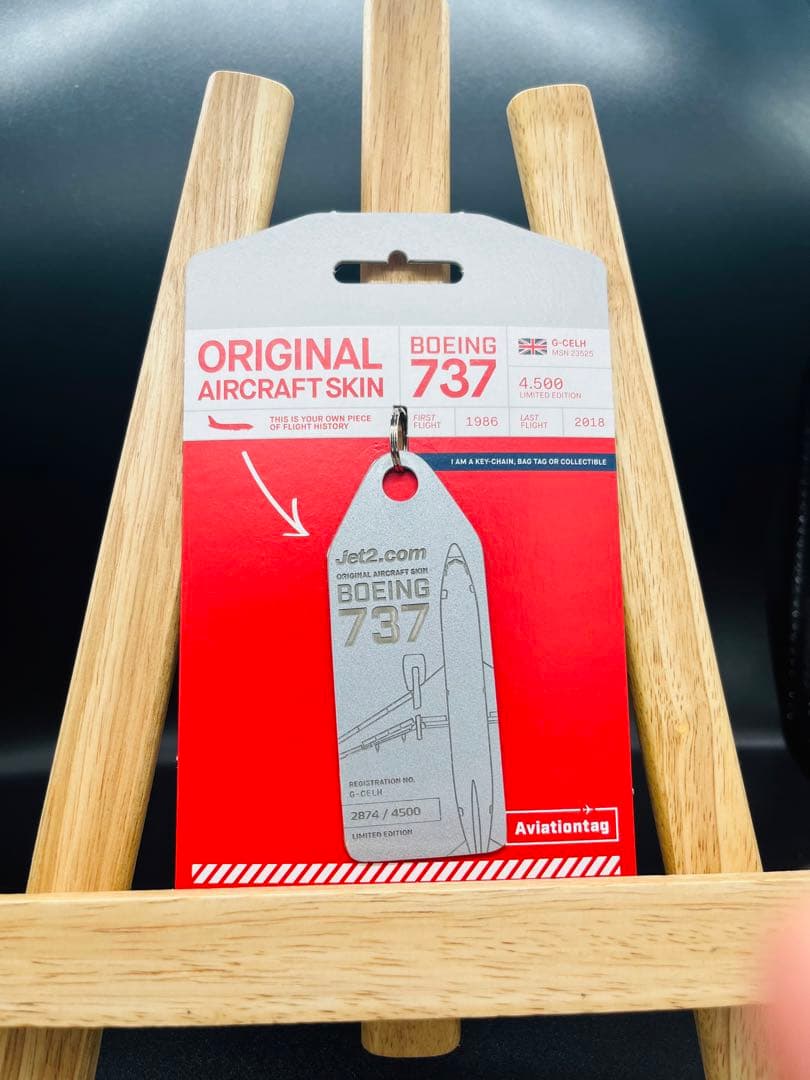 ORIGINAL
AIRCRAFT SKIN
BOEING
737
G-CELH
MSN 23525
4.500
LIMITED EDITION
THIS IS YOUR OWN PIECE
OF FLIGHT HISTORY
FIRST
FLIGHT
1986
LAST
FLIGHT
2018
I AM A KEY-CHAIN, BAG TAG OR COLLECTIBLE
Jet2.com
ORIGINAL AIRCRAFT SKIN
BOEING
737
REGISTRATION NO.
G-CELH
2874 / 4500
LIMITED EDITION
Aviationtag